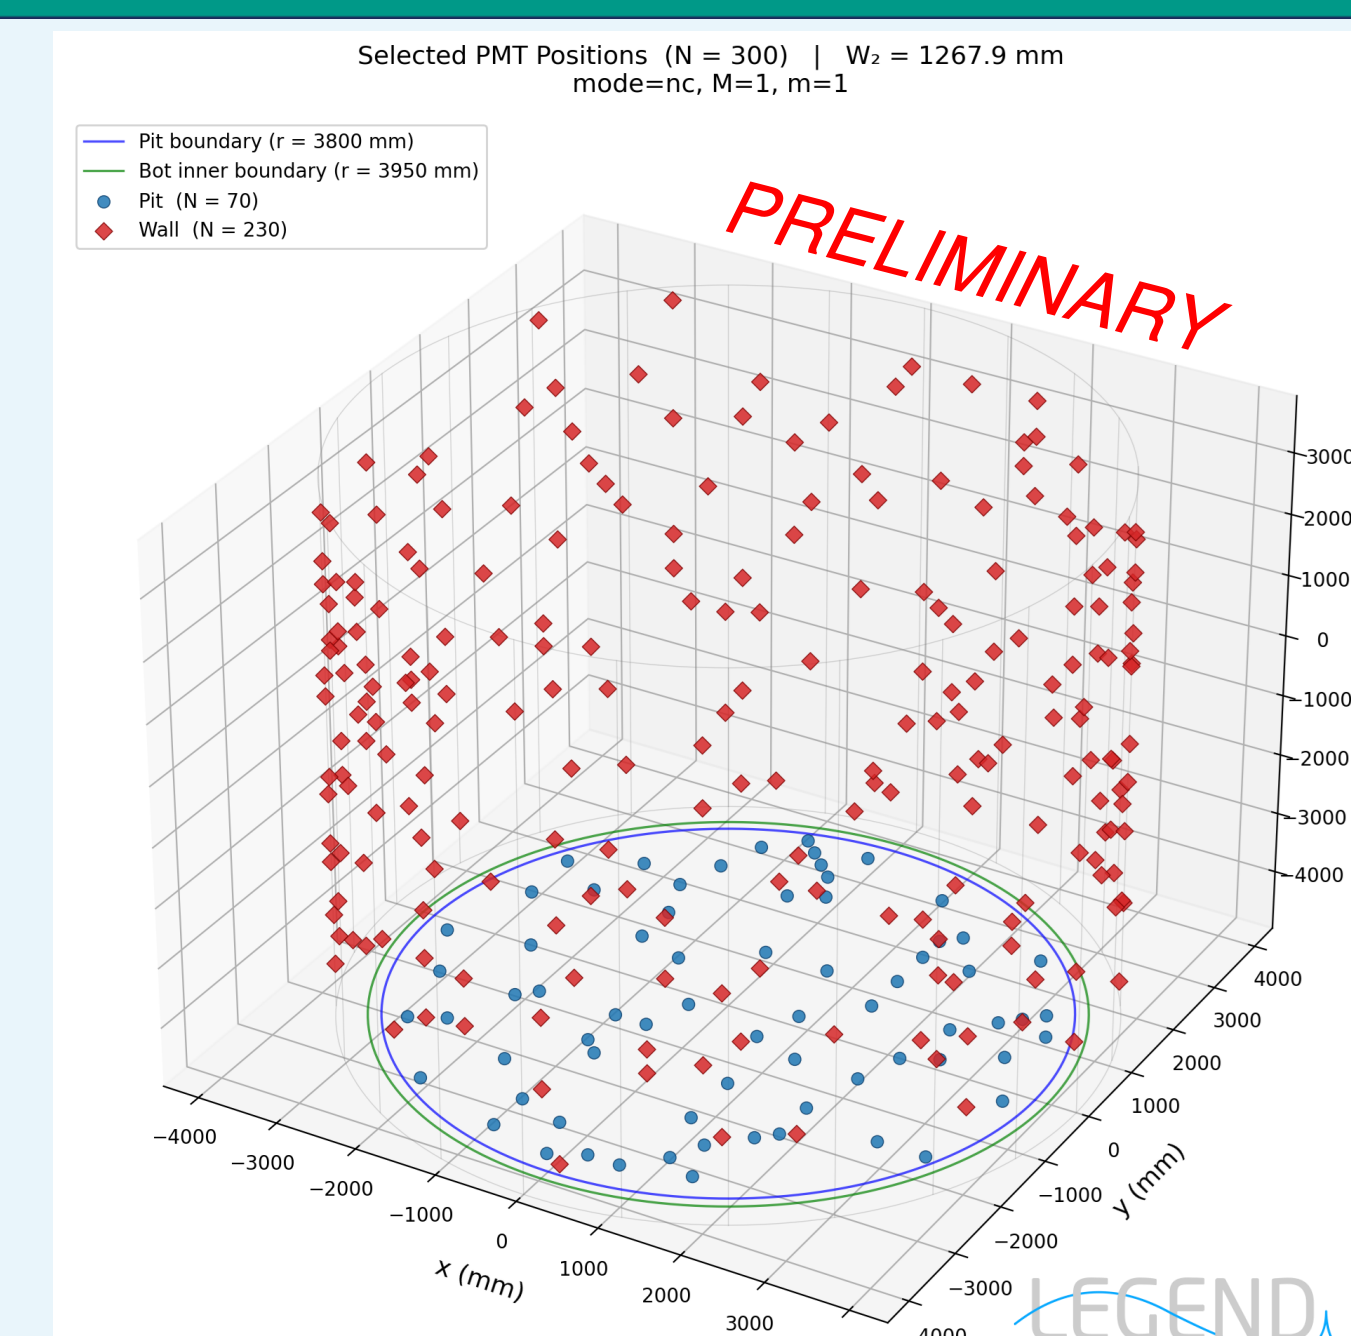 Selected PMT Positions (N = 300) | W₂ = 1267.9 mm
mode=nc, M=1, m=1
Pit boundary (r = 3800 mm)
Bot inner boundary (r = 3950 mm)
Pit (N = 70)
Wall (N = 230)
PRELIMINARY
3000
2000
1000
0
−1000
−2000
−3000
−4000
4000
3000
2000
1000
0
−1000
−2000
−3000
y (mm)
−4000
−3000
−2000
−1000
0
1000
2000
3000
x (mm)
LEGEND